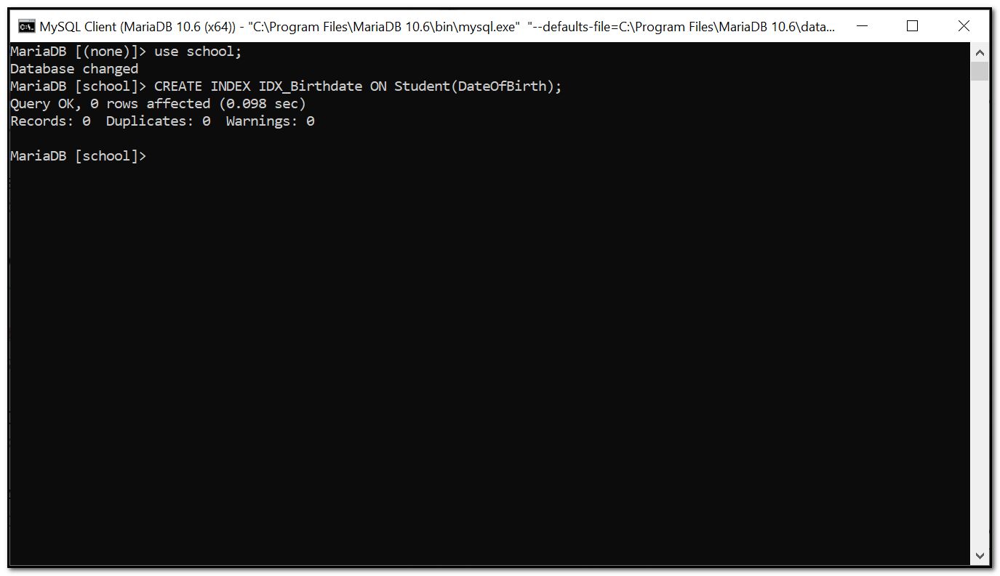 MySQL Client (MariaDB 10.6 (x64)) - "C:\Program Files\MariaDB 10.6\bin\mysql.exe"  "--defaults-file=C:\Program Files\MariaDB 10.6\data...
MariaDB [(none)]> use school;
Database changed
MariaDB [school]> CREATE INDEX IDX_Birthdate ON Student(DateOfBirth);
Query OK, 0 rows affected (0.098 sec)
Records: 0  Duplicates: 0  Warnings: 0
MariaDB [school]>